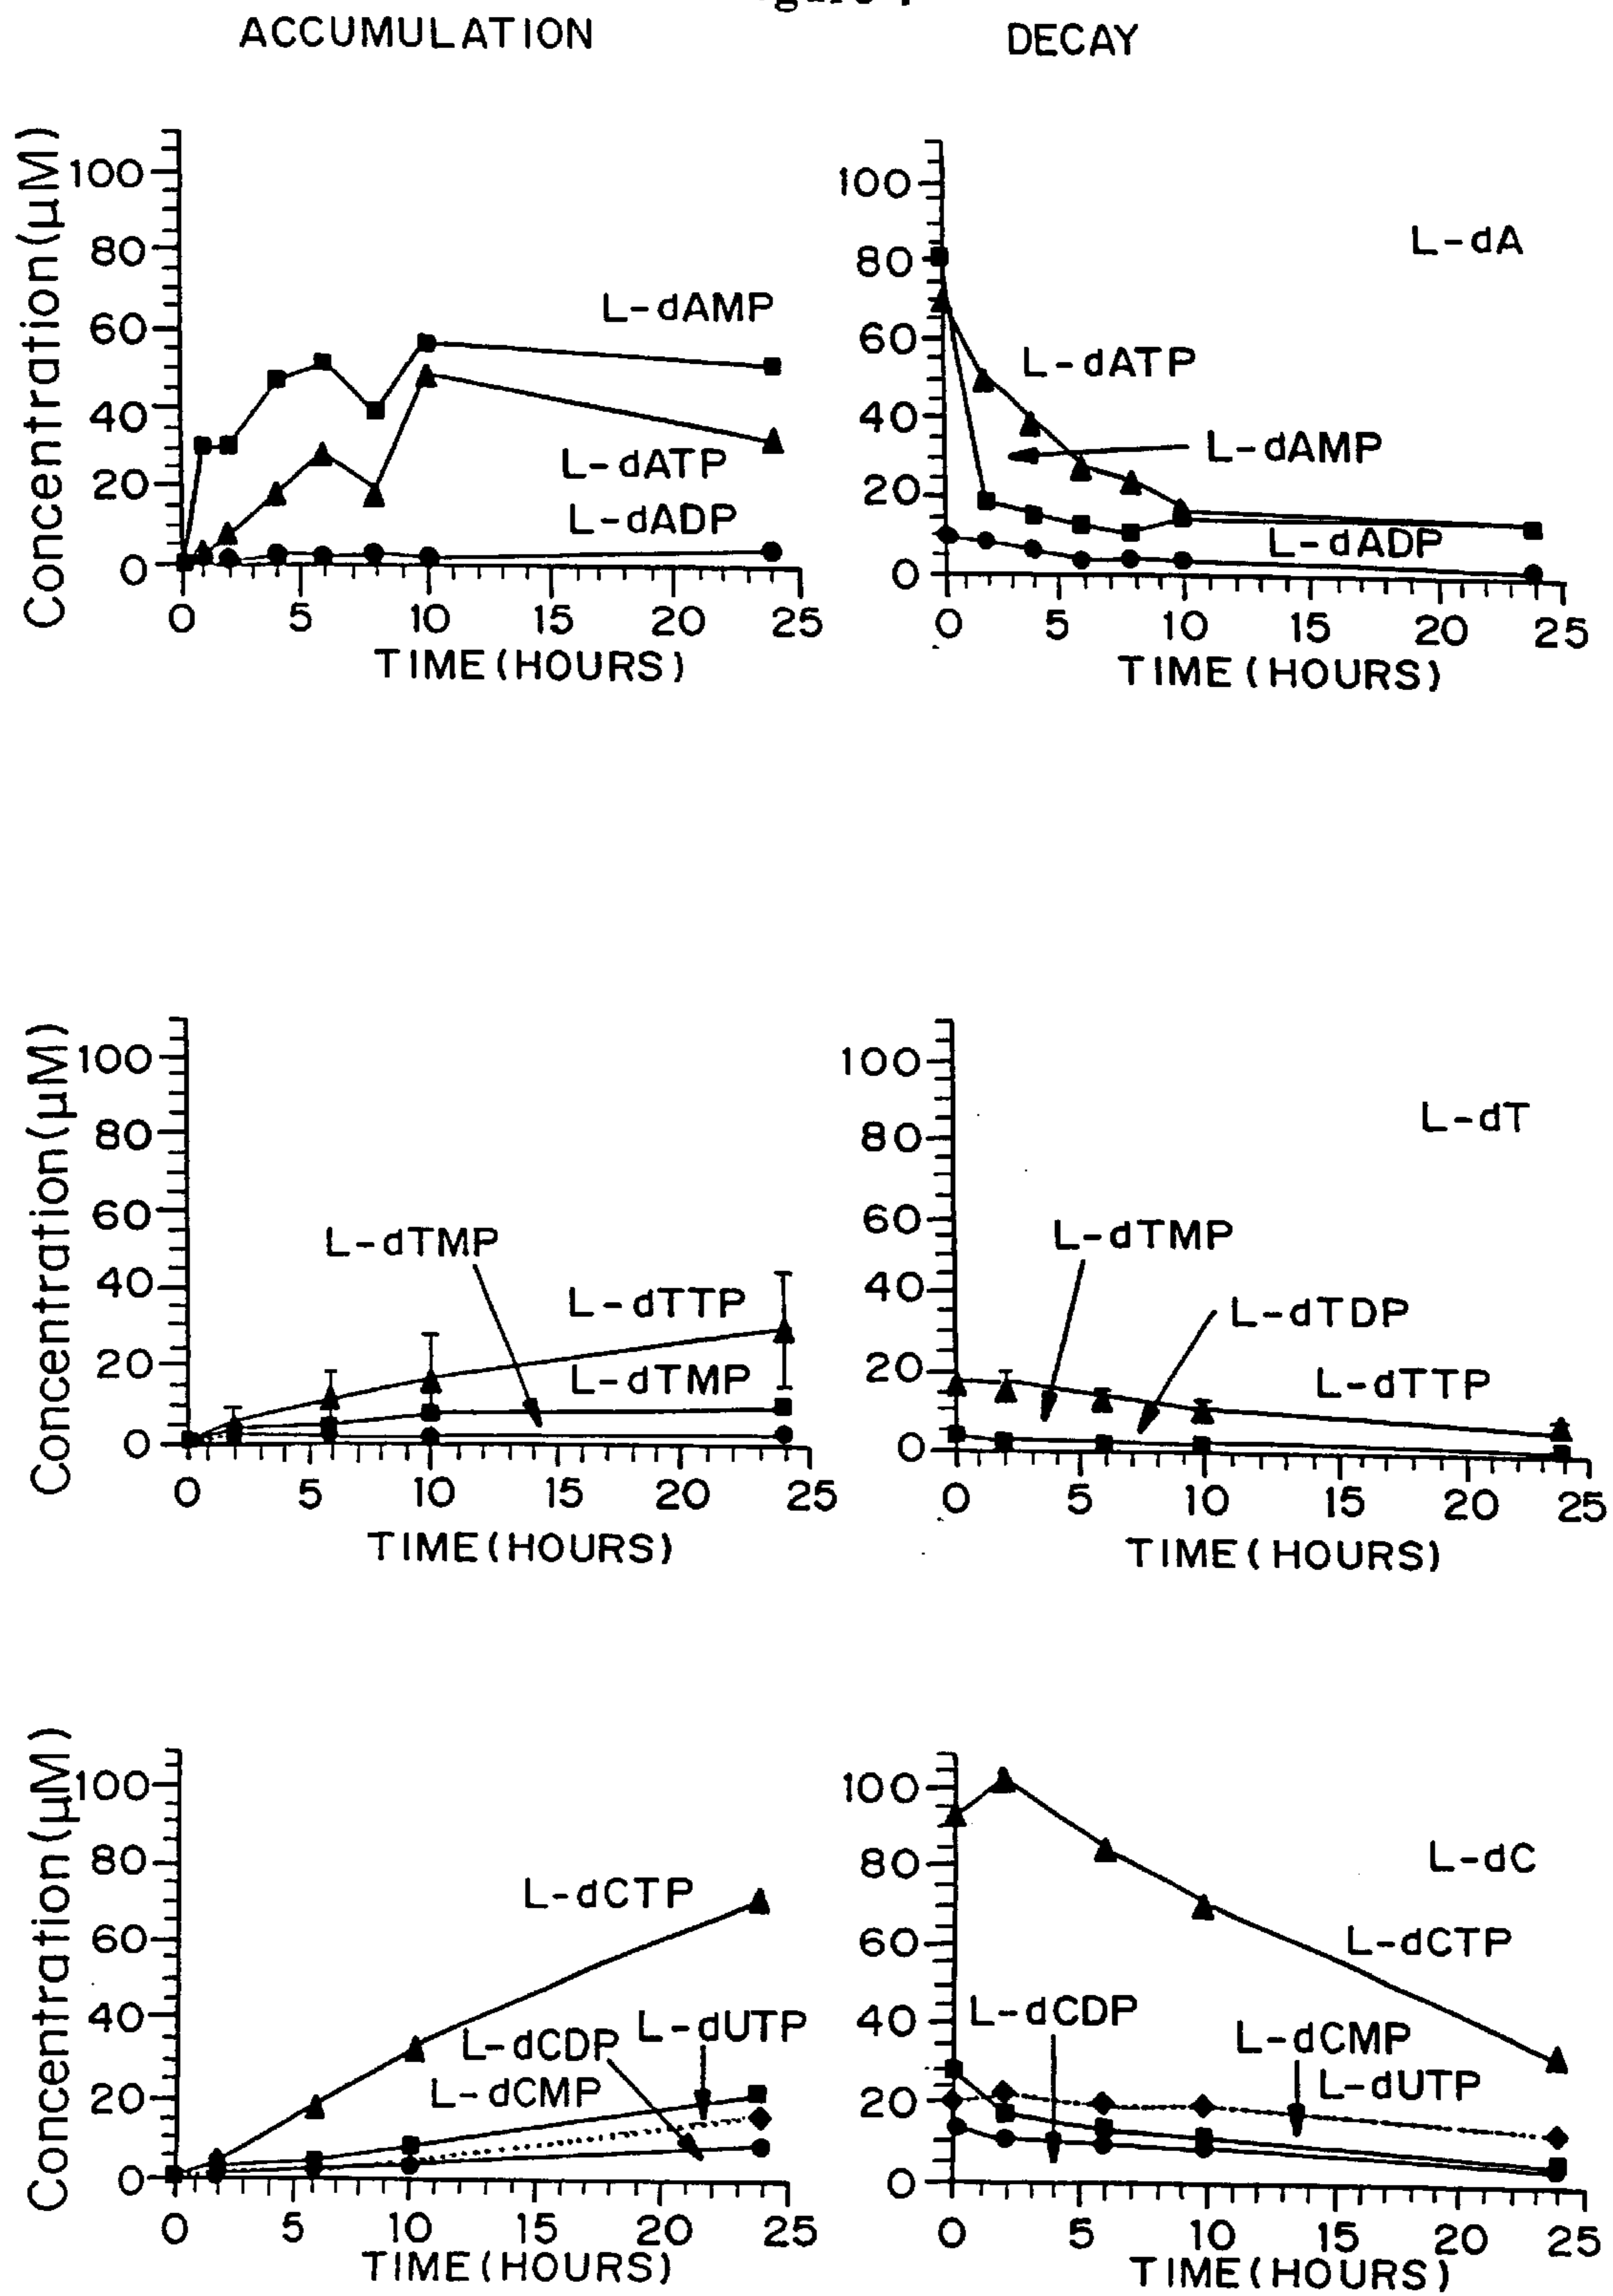 ACCUMULATION
DECAY
Concentration (µM)
100
80
60
40
20
0
L-dAMP
L-dATP
L-dADP
0 5 10 15 20 25
TIME (HOURS)
100
80
60
40
20
0
L-dA
L-dATP
L-dAMP
L-dADP
0 5 10 15 20 25
TIME (HOURS)
Concentration (µM)
100
80
60
40
20
0
L-dTMP
L-dTTP
L-dTMP
0 5 10 15 20 25
TIME (HOURS)
100
80
60
40
20
0
L-dT
L-dTMP
L-dTDP
L-dTTP
0 5 10 15 20 25
TIME (HOURS)
Concentration (µM)
100
80
60
40
20
0
L-dCTP
L-dUTP
L-dCDP
L-dCMP
0 5 10 15 20 25
TIME (HOURS)
100
80
60
40
20
0
L-dC
L-dCTP
L-dCDP
L-dCMP
L-dUTP
0 5 10 15 20 25
TIME (HOURS)